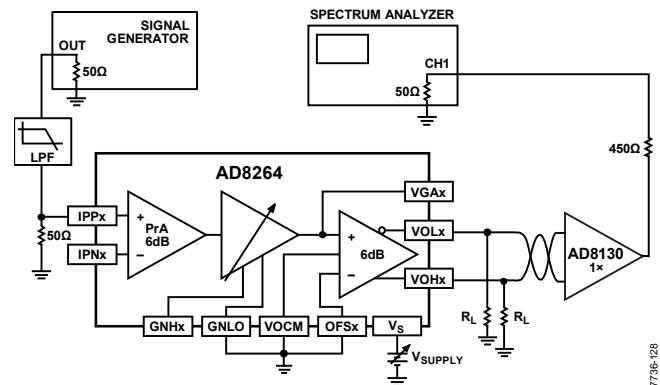 SIGNAL
GENERATOR
OUT
50Ω
SPECTRUM ANALYZER
CH1
50Ω
450Ω
LPF
50Ω
AD8264
IPPx
IPNx
+
PrA
6dB
–
+
6dB
–
VGAx
VOLx
VOHx
AD8130
1×
RL
RL
GNHx
GNLO
VOCM
OFSx
VS
VSUPPLY
7736-128